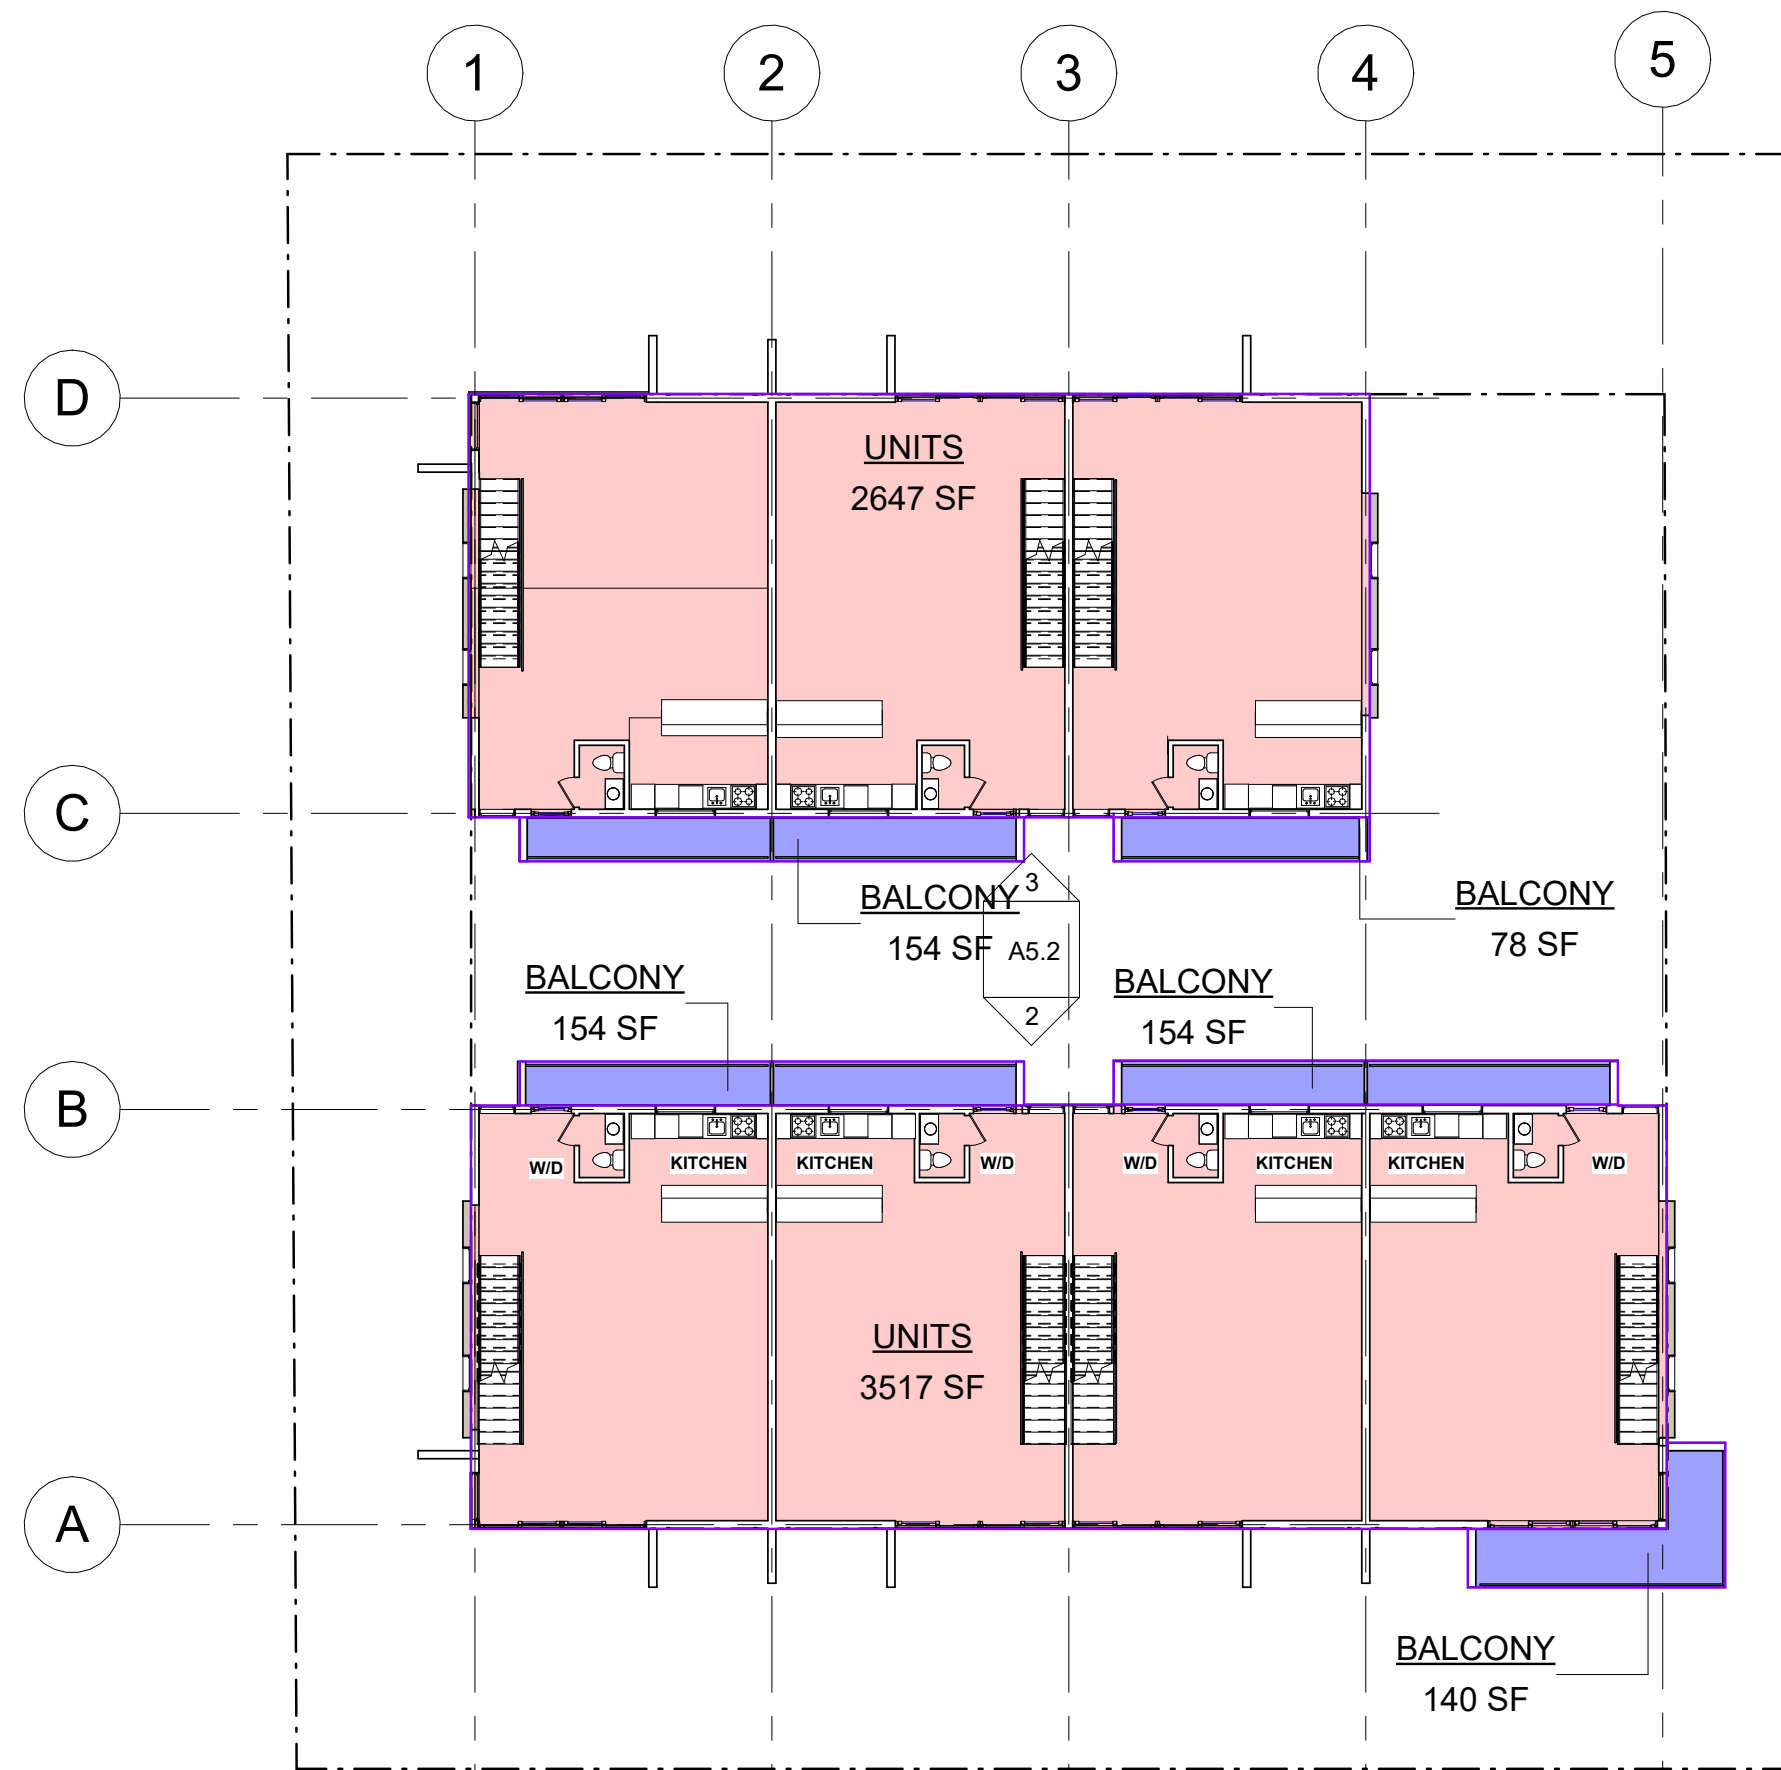 1
2
3
4
5
D
UNITS
2647 SF
C
3
BALCONY
154 SF
A5.2
2
BALCONY
78 SF
BALCONY
154 SF
BALCONY
154 SF
B
W/D
KITCHEN
KITCHEN
W/D
W/D
KITCHEN
KITCHEN
W/D
UNITS
3517 SF
A
BALCONY
140 SF